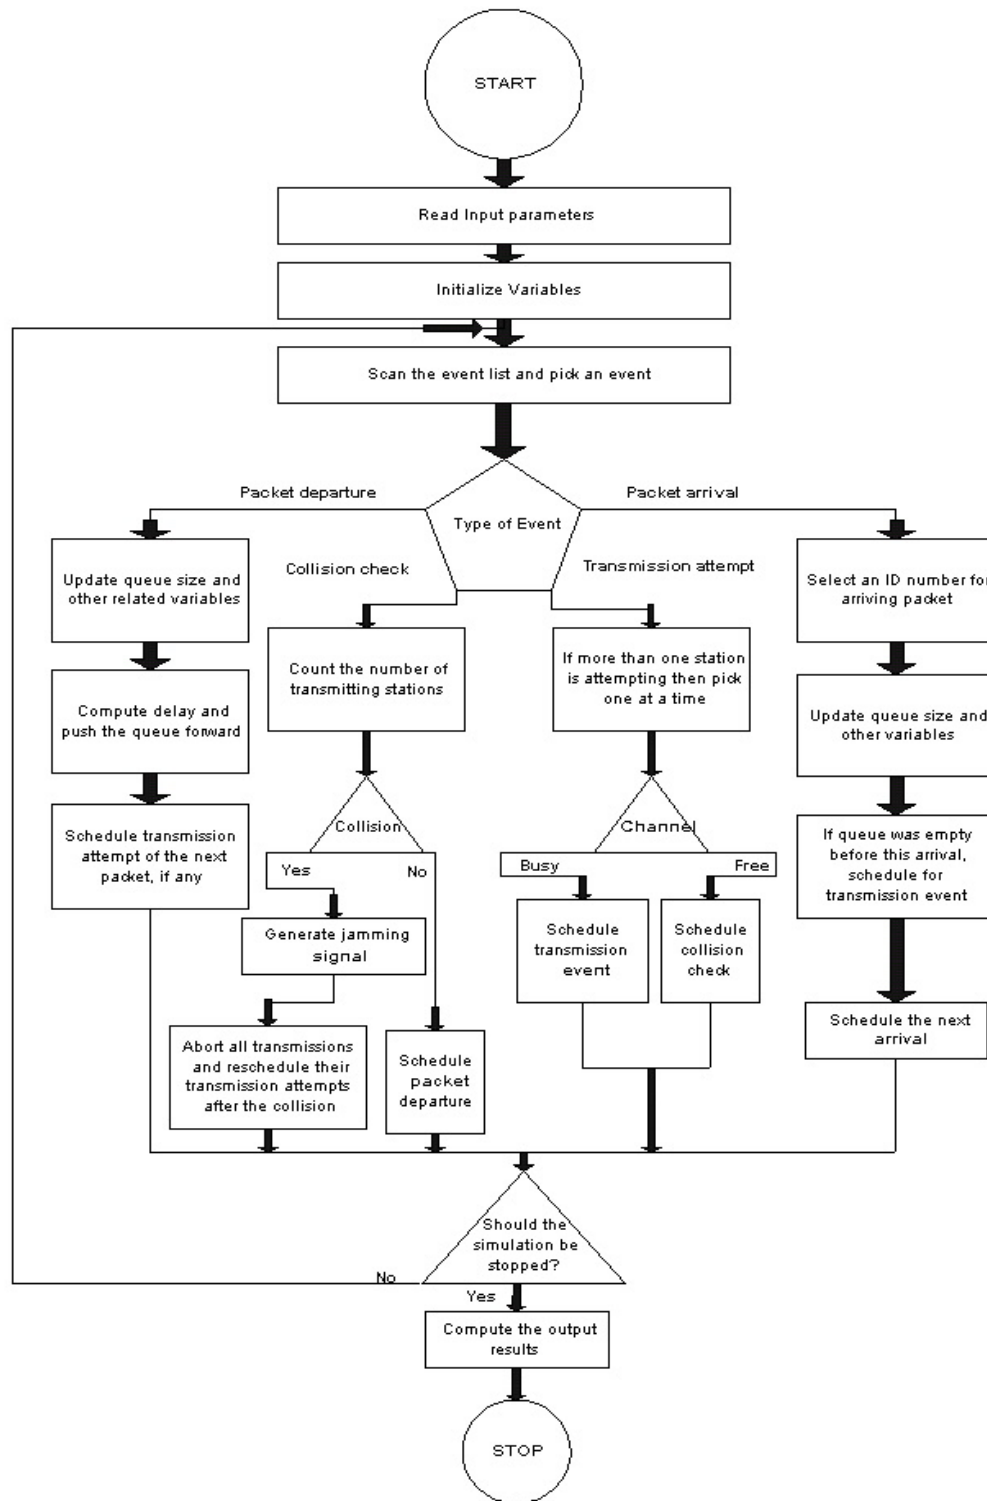 START
Read Input parameters
Initialize Variables
Scan the event list and pick an event
Type of Event
Packet departure
Packet arrival
Collision check
Transmission attempt
Update queue size and
other related variables
Compute delay and
push the queue forward
Schedule transmission
attempt of the next
packet, if any
Count the number of
transmitting stations
Collision
Yes
No
Generate jamming
signal
Abort all transmissions
and reschedule their
transmission attempts
after the collision
Schedule
packet
departure
If more than one station
is attempting then pick
one at a time
Channel
Busy
Free
Schedule
transmission
event
Schedule
collision
check
Select an ID number for
arriving packet
Update queue size and
other variables
If queue was empty
before this arrival,
schedule for
transmission event
Schedule the next
arrival
Should the
simulation be
stopped?
No
Yes
Compute the output
results
STOP